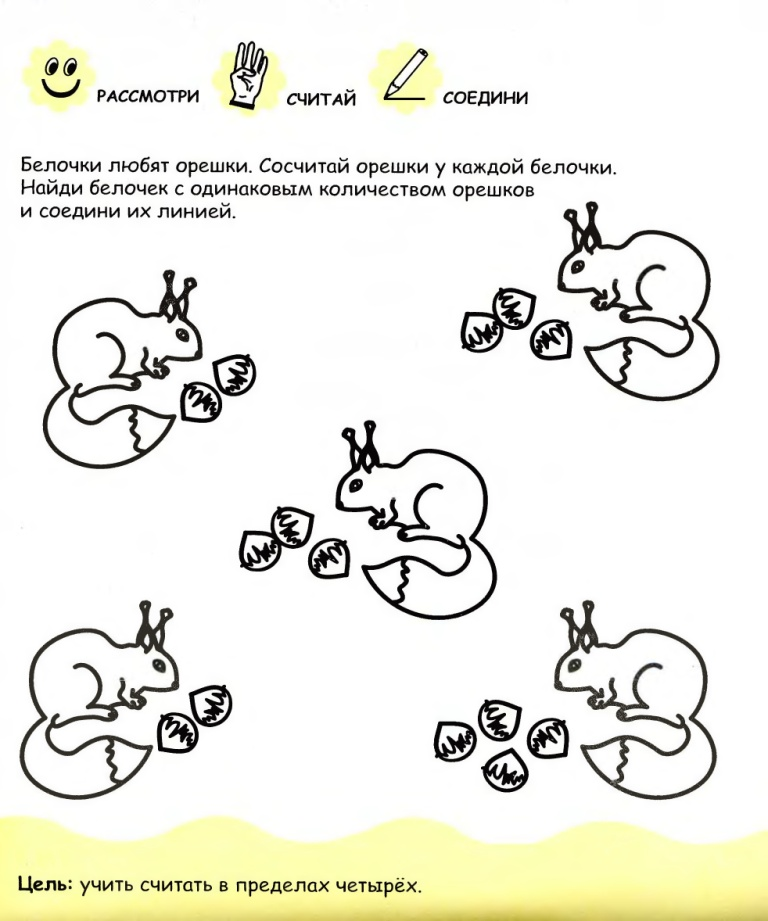 РАССМОТРИ СЧИТАЙ СОЕДИНИ
Белочки любят орешки. Сосчитай орешки у каждой белочки.
Найди белочек с одинаковым количеством орешков
и соедини их линией.
Цель: учить считать в пределах четырёх.